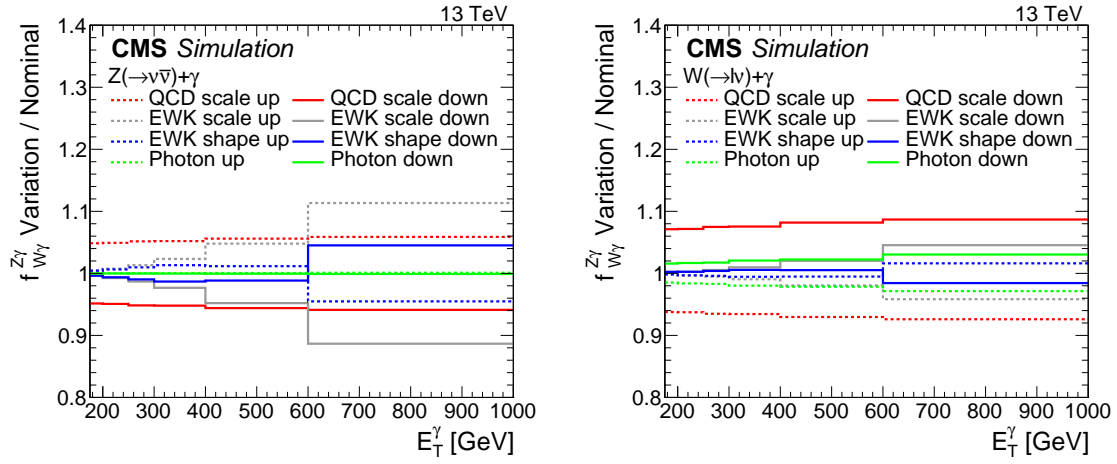 13 TeV
CMS Simulation
Z(→νν̅)+γ
QCD scale up
QCD scale down
EWK scale up
EWK scale down
EWK shape up
EWK shape down
Photon up
Photon down
f^{Zγ}_{Wγ} Variation / Nominal
1.4
1.3
1.2
1.1
1
0.9
0.8
200 300 400 500 600 700 800 900 1000
E_T^γ [GeV]
13 TeV
CMS Simulation
W(→lν)+γ
QCD scale up
QCD scale down
EWK scale up
EWK scale down
EWK shape up
EWK shape down
Photon up
Photon down
f^{Zγ}_{Wγ} Variation / Nominal
1.4
1.3
1.2
1.1
1
0.9
0.8
200 300 400 500 600 700 800 900 1000
E_T^γ [GeV]